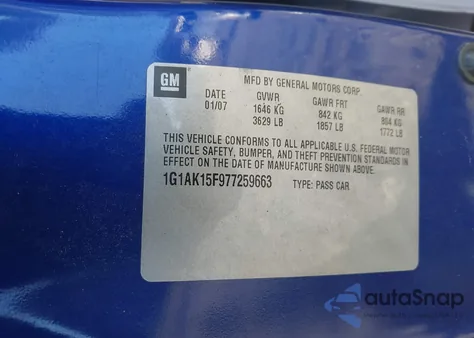 GM
MFD BY GENERAL MOTORS CORP.
DATE GVWR GAWR FRT GAWR RR
01/07 1646 KG 842 KG 804 KG
3629 LB 1857 LB 1772 LB
THIS VEHICLE CONFORMS TO ALL APPLICABLE U.S. FEDERAL MOTOR
VEHICLE SAFETY, BUMPER, AND THEFT PREVENTION STANDARDS IN
EFFECT ON THE DATE OF MANUFACTURE SHOWN ABOVE.
1G1AK15F977259663 TYPE: PASS CAR
autoSnap